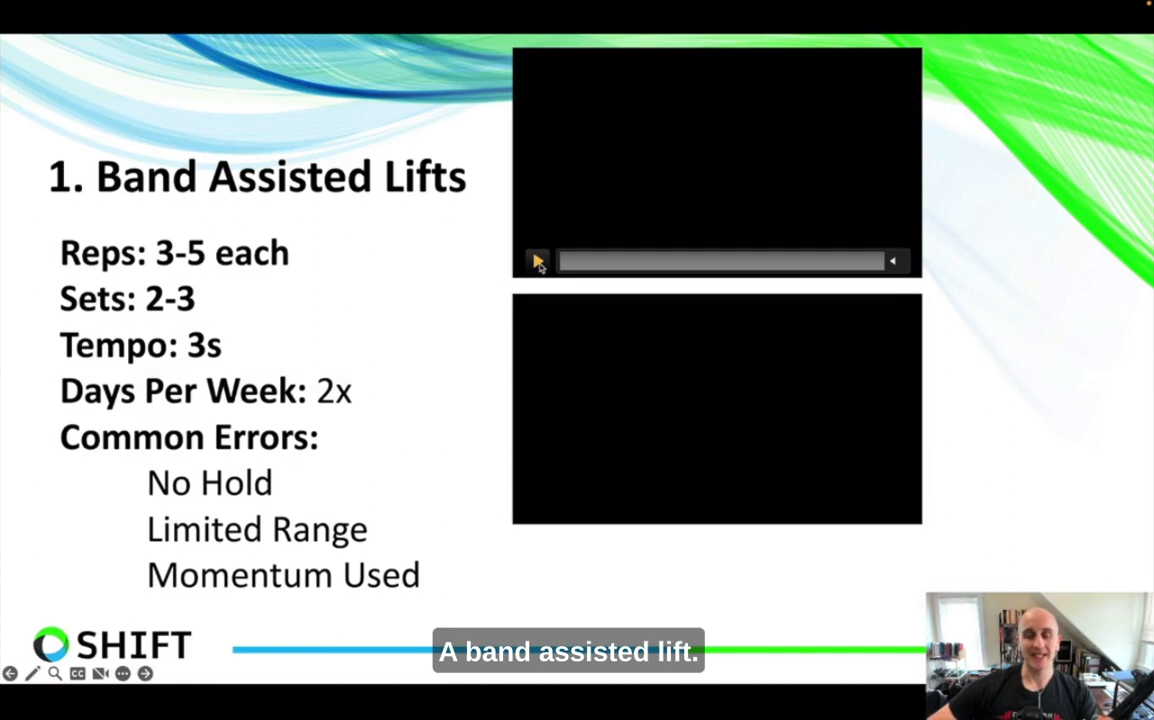 1. Band Assisted Lifts
Reps: 3-5 each
Sets: 2-3
Tempo: 3s
Days Per Week: 2x
Common Errors:
No Hold
Limited Range
Momentum Used
SHIFT
A band assisted lift.
CC